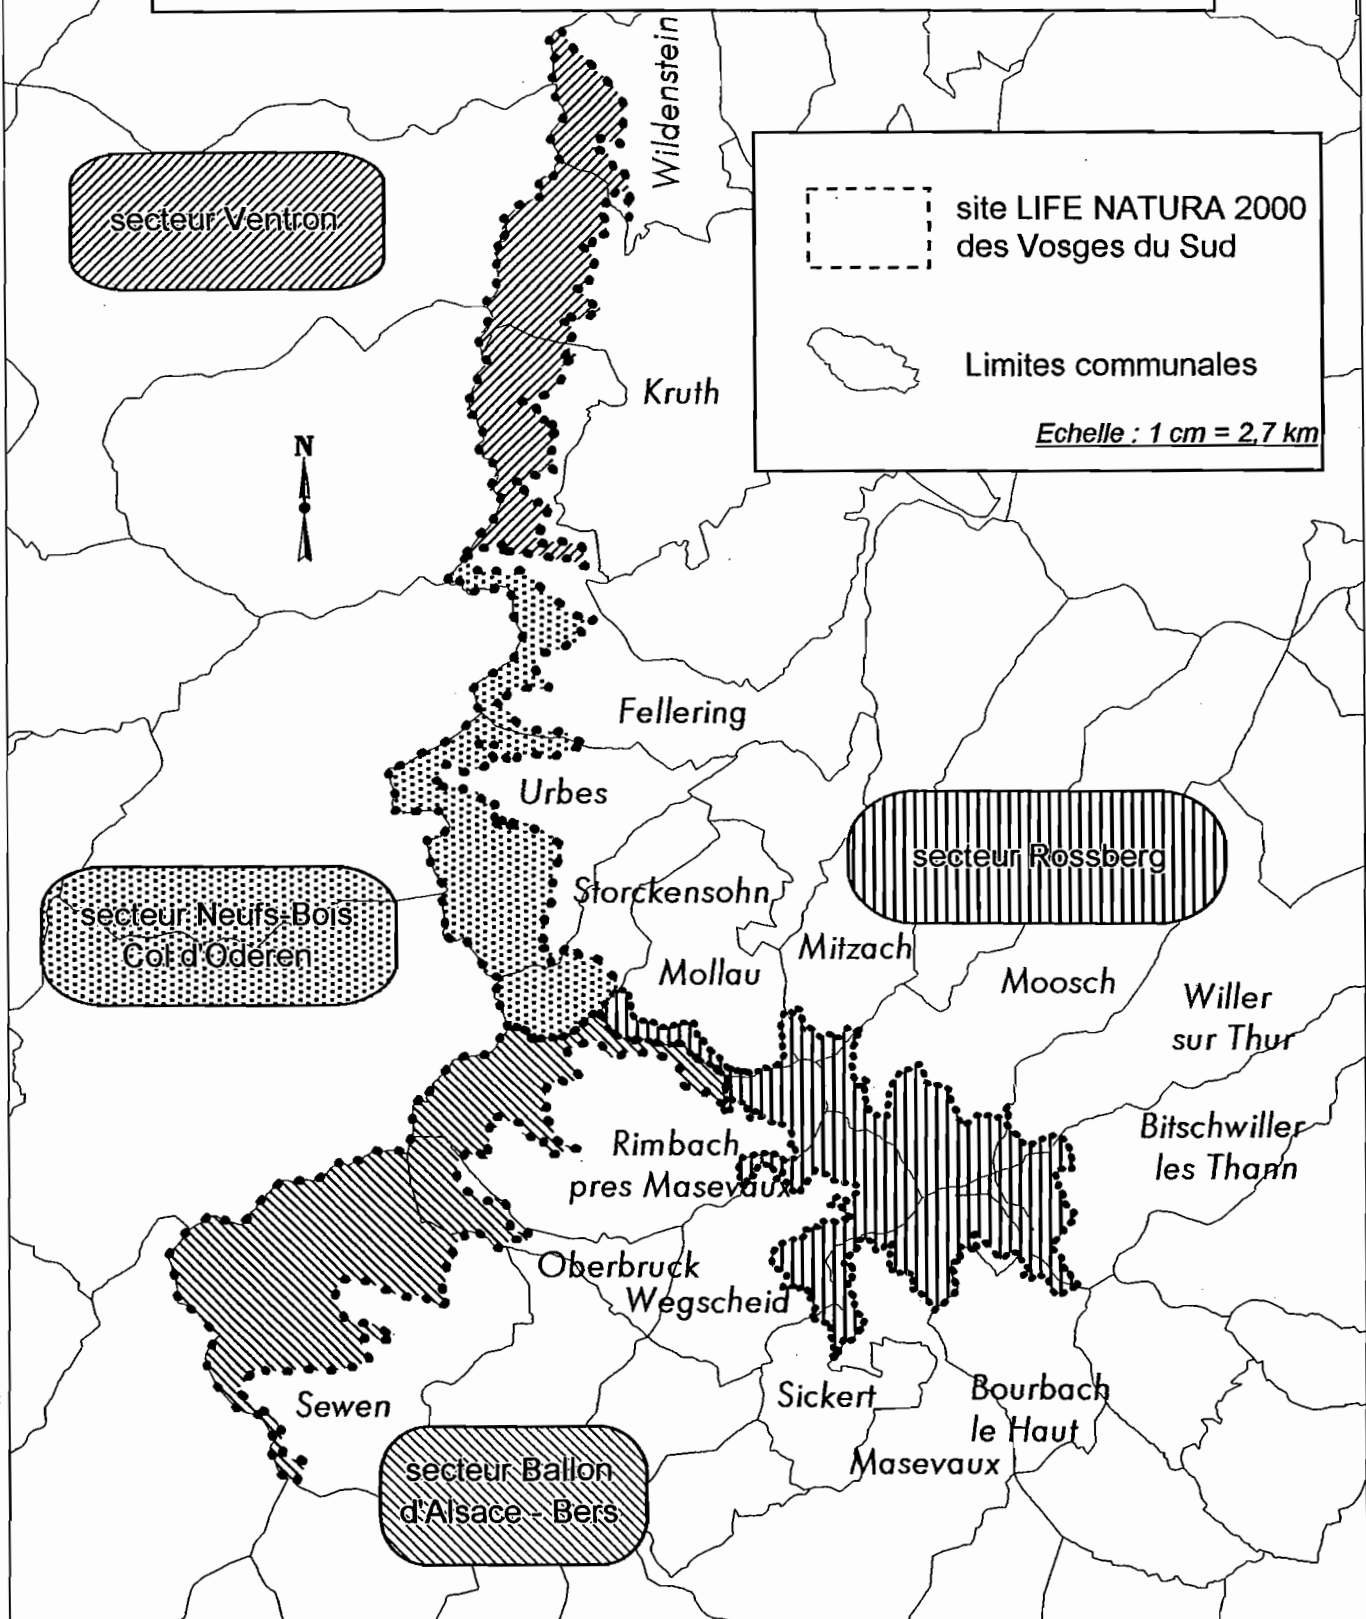 Wildenstein
secteur Ventron
site LIFE NATURA 2000
des Vosges du Sud
Limites communales
Echelle : 1 cm = 2,7 km
Kruth
N
Fellering
Urbes
secteur Rossberg
Storckensohn
secteur Neufs-Bois
Col d'Oderen
Mitzach
Mollau
Moosch
Willer
sur Thur
Bitschwiller
les Thann
Rimbach
pres Masevaux
Oberbruck
Wegscheid
Sewen
Sickert
Bourbach
le Haut
Masevaux
secteur Ballon
d'Alsace - Bers